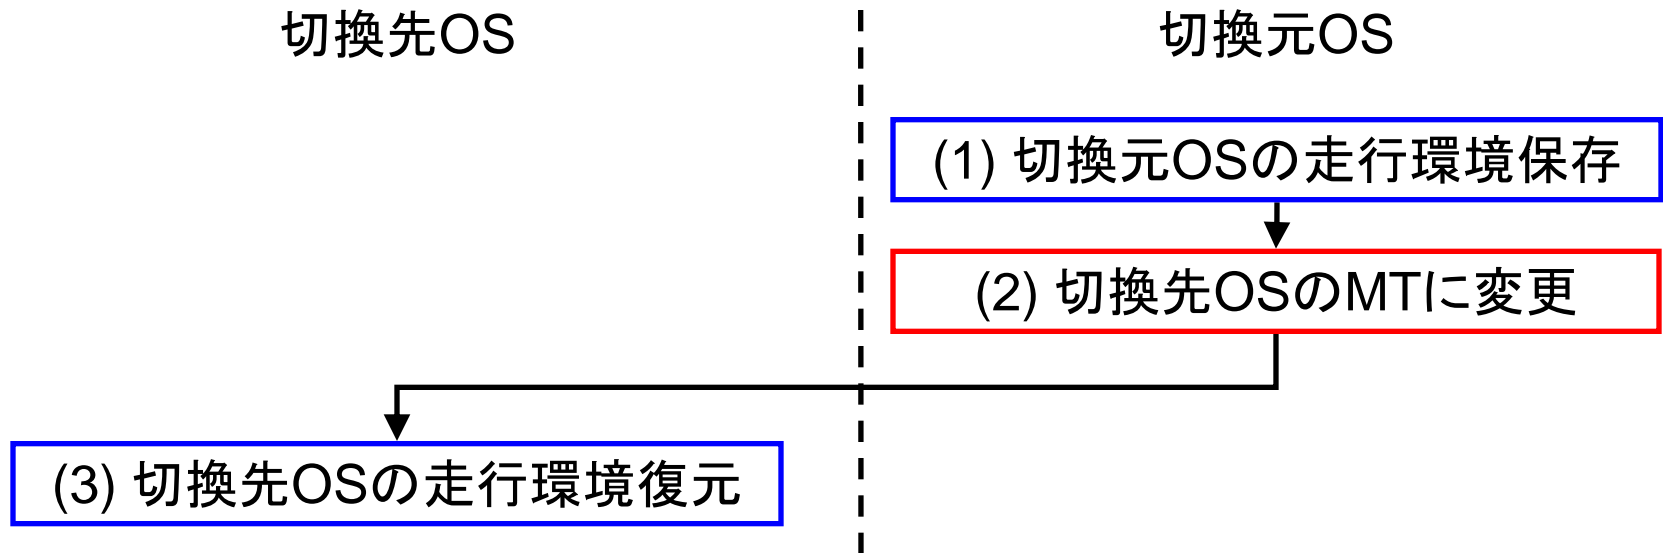 切換先OS
切換元OS
(1) 切換元OSの走行環境保存
(2) 切換先OSのMTに変更
(3) 切換先OSの走行環境復元